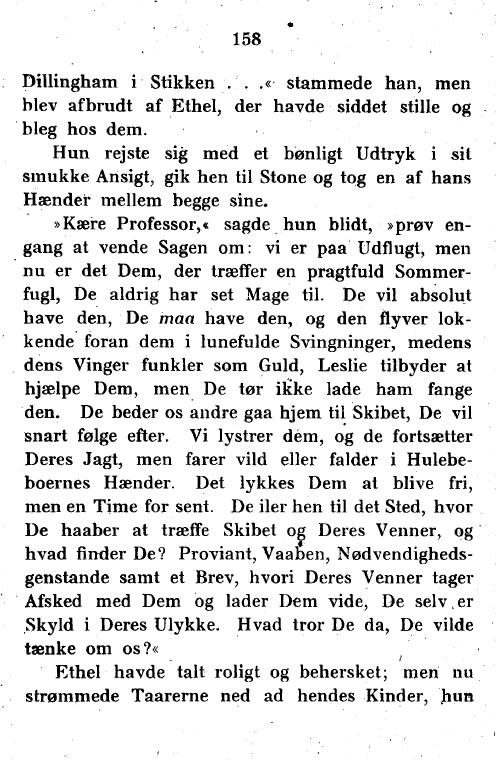 158
Dillingham i Stikken . . .« stammede han, men
blev afbrudt af Ethel, der havde siddet stille og
bleg hos dem.
Hun rejste sig med et bønligt Udtryk i sit
smukke Ansigt, gik hen til Stone og tog en af hans
Hænder mellem begge sine.
»Kære Professor,« sagde hun blidt, »prøv en-
gang at vende Sagen om: vi er paa Udflugt, men
nu er det Dem, der træffer en pragtfuld Sommer-
fugl, De aldrig har set Mage til. De vil absolut
have den, De maa have den, og den flyver lok-
kende foran dem i lunefulde Svingninger, medens
dens Vinger funkler som Guld, Leslie tilbyder at
hjælpe Dem, men De tør ikke lade ham fange
den. De beder os andre gaa hjem til Skibet, De vil
snart følge efter. Vi lystrer dem, og de fortsætter
Deres Jagt, men farer vild eller falder i Hulebe-
boernes Hænder. Det lykkes Dem at blive fri,
men en Time for sent. De iler hen til det Sted, hvor
De haaber at træffe Skibet og Deres Venner, og
hvad finder De? Proviant, Vaaben, Nødvendigheds-
genstande samt et Brev, hvori Deres Venner tager
Afsked med Dem og lader Dem vide, De selv er
Skyld i Deres Ulykke. Hvad tror De da, De vilde
tænke om os?«
Ethel havde talt roligt og behersket; men nu
strømmede Taarerne ned ad hendes Kinder, hun